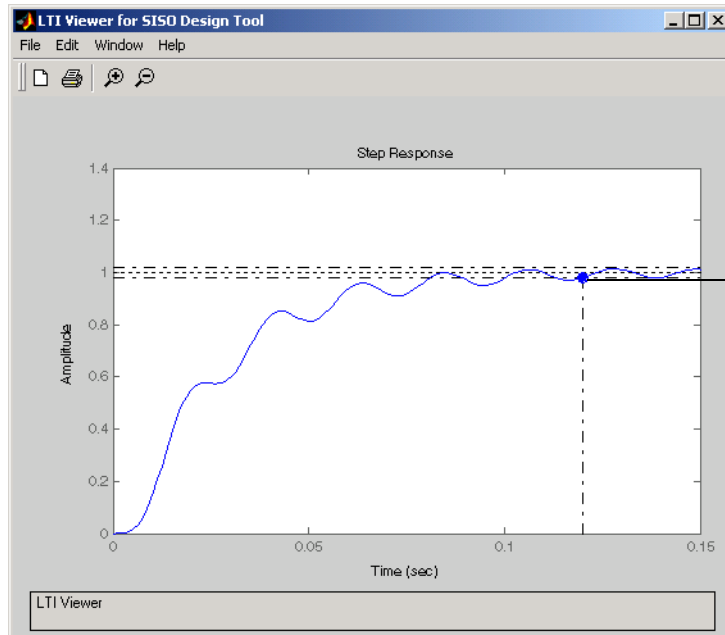 LTI Viewer for SISO Design Tool
File Edit Window Help
Step Response
1.4
1.2
1
0.8
0.6
0.4
0.2
0
Amplitude
0 0.05 0.1 0.15
Time (sec)
LTI Viewer